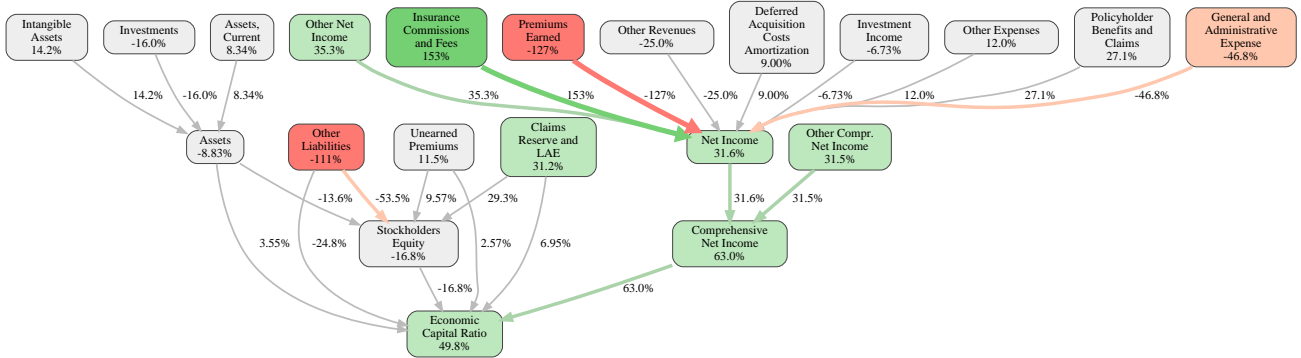 Intangible
Assets
14.2%
Investments
-16.0%
Assets,
Current
8.34%
Other Net
Income
35.3%
Insurance
Commissions
and Fees
153%
Premiums
Earned
-127%
Other Revenues
-25.0%
Deferred
Acquisition
Costs
Amortization
9.00%
Investment
Income
-6.73%
Other Expenses
12.0%
Policyholder
Benefits and
Claims
27.1%
General and
Administrative
Expense
-46.8%
14.2%
-16.0%
8.34%
35.3%
153%
-127%
-25.0%
9.00%
-6.73%
12.0%
27.1%
-46.8%
Assets
-8.83%
Other
Liabilities
-111%
Unearned
Premiums
11.5%
Claims
Reserve and
LAE
31.2%
Net Income
31.6%
Other Compr.
Net Income
31.5%
-13.6%
-53.5%
9.57%
29.3%
31.6%
31.5%
3.55%
-24.8%
Stockholders
Equity
-16.8%
2.57%
6.95%
Comprehensive
Net Income
63.0%
-16.8%
63.0%
Economic
Capital Ratio
49.8%